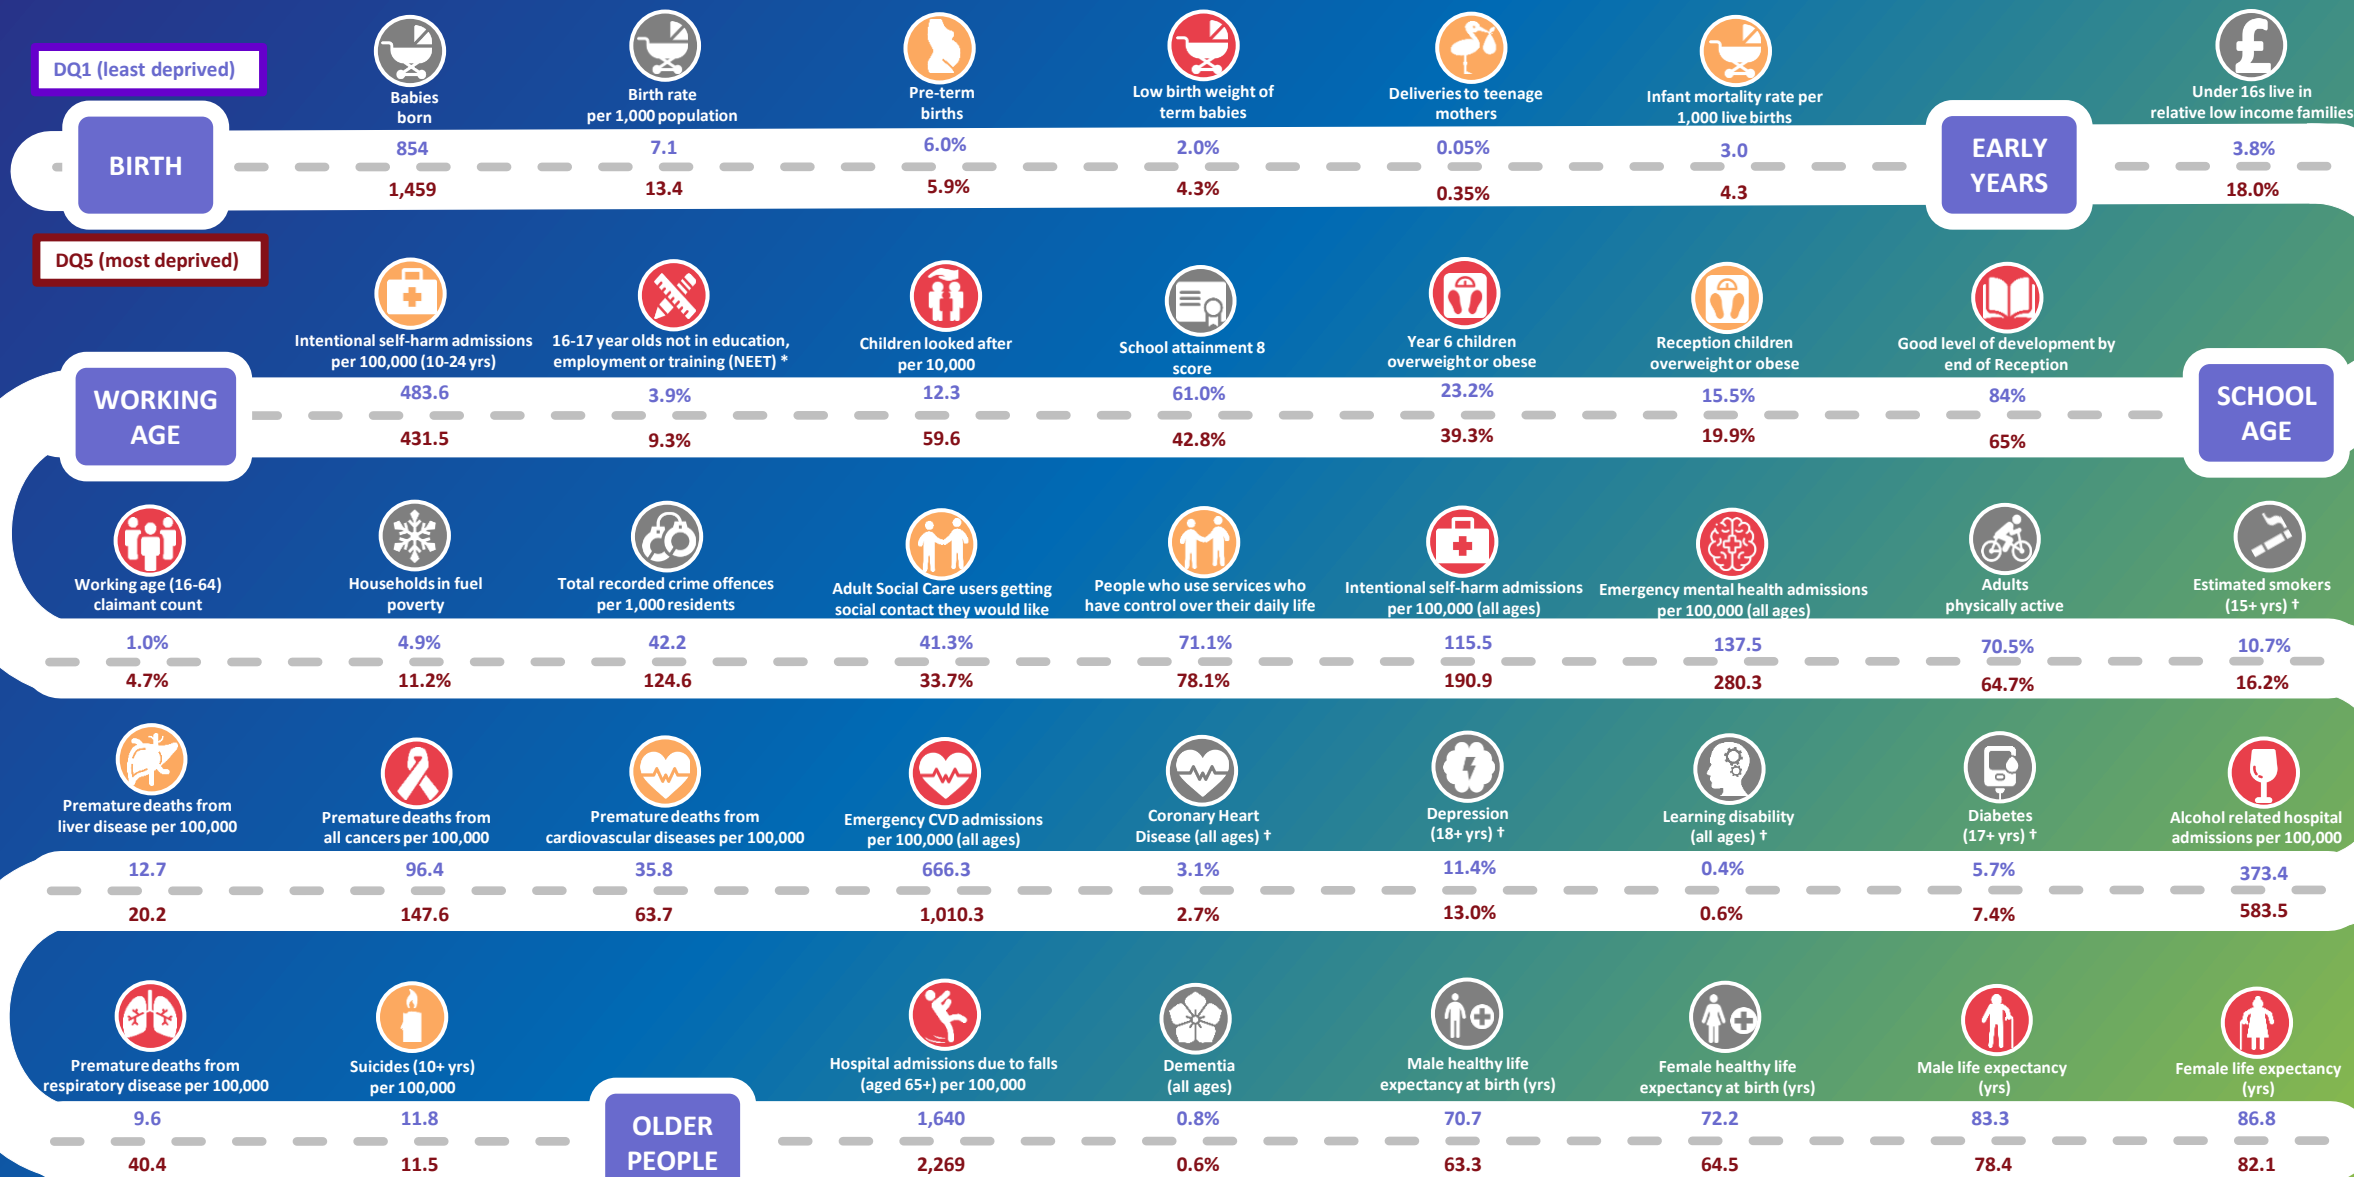 DQ1 (least deprived)
BIRTH
DQ5 (most deprived)
Babies
born
854
1,459
Birth rate
per 1,000 population
7.1
13.4
Pre-term
births
6.0%
5.9%
Low birth weight of
term babies
2.0%
4.3%
Deliveries to teenage
mothers
0.05%
0.35%
Infant mortality rate per
1,000 live births
3.0
4.3
EARLY
YEARS
£
Under 16s live in
relative low income families
3.8%
18.0%
WORKING
AGE
Intentional self-harm admissions
per 100,000 (10-24 yrs)
483.6
431.5
16-17 year olds not in education,
employment or training (NEET) *
3.9%
9.3%
Children looked after
per 10,000
12.3
59.6
School attainment 8
score
61.0%
42.8%
Year 6 children
overweight or obese
23.2%
39.3%
Reception children
overweight or obese
15.5%
19.9%
Good level of development by
end of Reception
84%
65%
SCHOOL
AGE
Working age (16-64)
claimant count
1.0%
4.7%
Households in fuel
poverty
4.9%
11.2%
Total recorded crime offences
per 1,000 residents
42.2
124.6
Adult Social Care users getting
social contact they would like
41.3%
33.7%
People who use services who
have control over their daily life
71.1%
78.1%
Intentional self-harm admissions
per 100,000 (all ages)
115.5
190.9
Emergency mental health admissions
per 100,000 (all ages)
137.5
280.3
Adults
physically active
70.5%
64.7%
Estimated smokers
(15+ yrs) †
10.7%
16.2%
Premature deaths from
liver disease per 100,000
12.7
20.2
Premature deaths from
all cancers per 100,000
96.4
147.6
Premature deaths from
cardiovascular diseases per 100,000
35.8
63.7
Emergency CVD admissions
per 100,000 (all ages)
666.3
1,010.3
Coronary Heart
Disease (all ages) †
3.1%
2.7%
Depression
(18+ yrs) †
11.4%
13.0%
Learning disability
(all ages) †
0.4%
0.6%
Diabetes
(17+ yrs) †
5.7%
7.4%
Alcohol related hospital
admissions per 100,000
373.4
583.5
Premature deaths from
respiratory disease per 100,000
9.6
40.4
Suicides (10+ yrs)
per 100,000
11.8
11.5
OLDER
PEOPLE
Hospital admissions due to falls
(aged 65+) per 100,000
1,640
2,269
Dementia
(all ages)
0.8%
0.6%
Male healthy life
expectancy at birth (yrs)
70.7
63.3
Female healthy life
expectancy at birth (yrs)
72.2
64.5
Male life expectancy
(yrs)
83.3
78.4
Female life expectancy
(yrs)
86.8
82.1